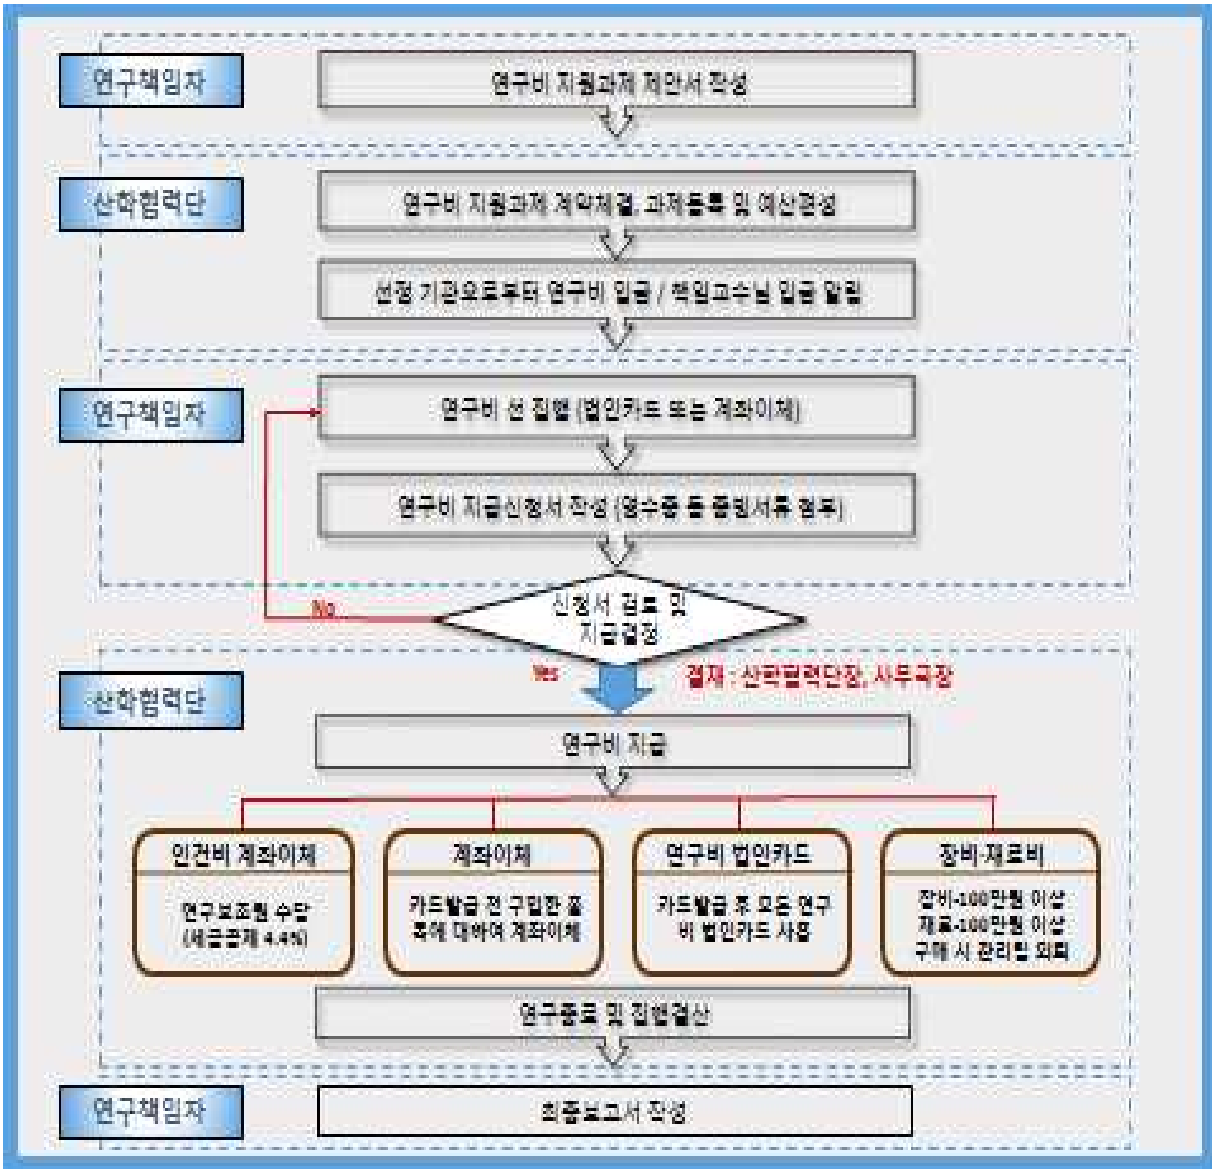 연구책임자
연구비 지원과제 제안서 작성
산학협력단
연구비 지원과제 계약체결, 과제등록 및 예산편성
선정 기관으로부터 연구비 입금 / 책임교수님 입금 알림
연구책임자
연구비 선 집행 (법인카드 또는 계좌이체)
연구비 지급신청서 작성 (영수증 등 증빙서류 첨부)
신청서 검토 및
지급결정
No
Yes
결재 : 산학협력단장, 사무국장
산학협력단
연구비 지급
인건비 계좌이체
연구보조원 수당
(세금공제 4.4%)
계좌이체
카드발급 전 구입한 품
목에 대하여 계좌이체
연구비 법인카드
카드발급 후 모든 연구
비 법인카드 사용
장비·재료비
장비-100만원 이상
재료-100만원 이상
구매 시 관리팀 의뢰
연구종료 및 집행결산
연구책임자
최종보고서 작성